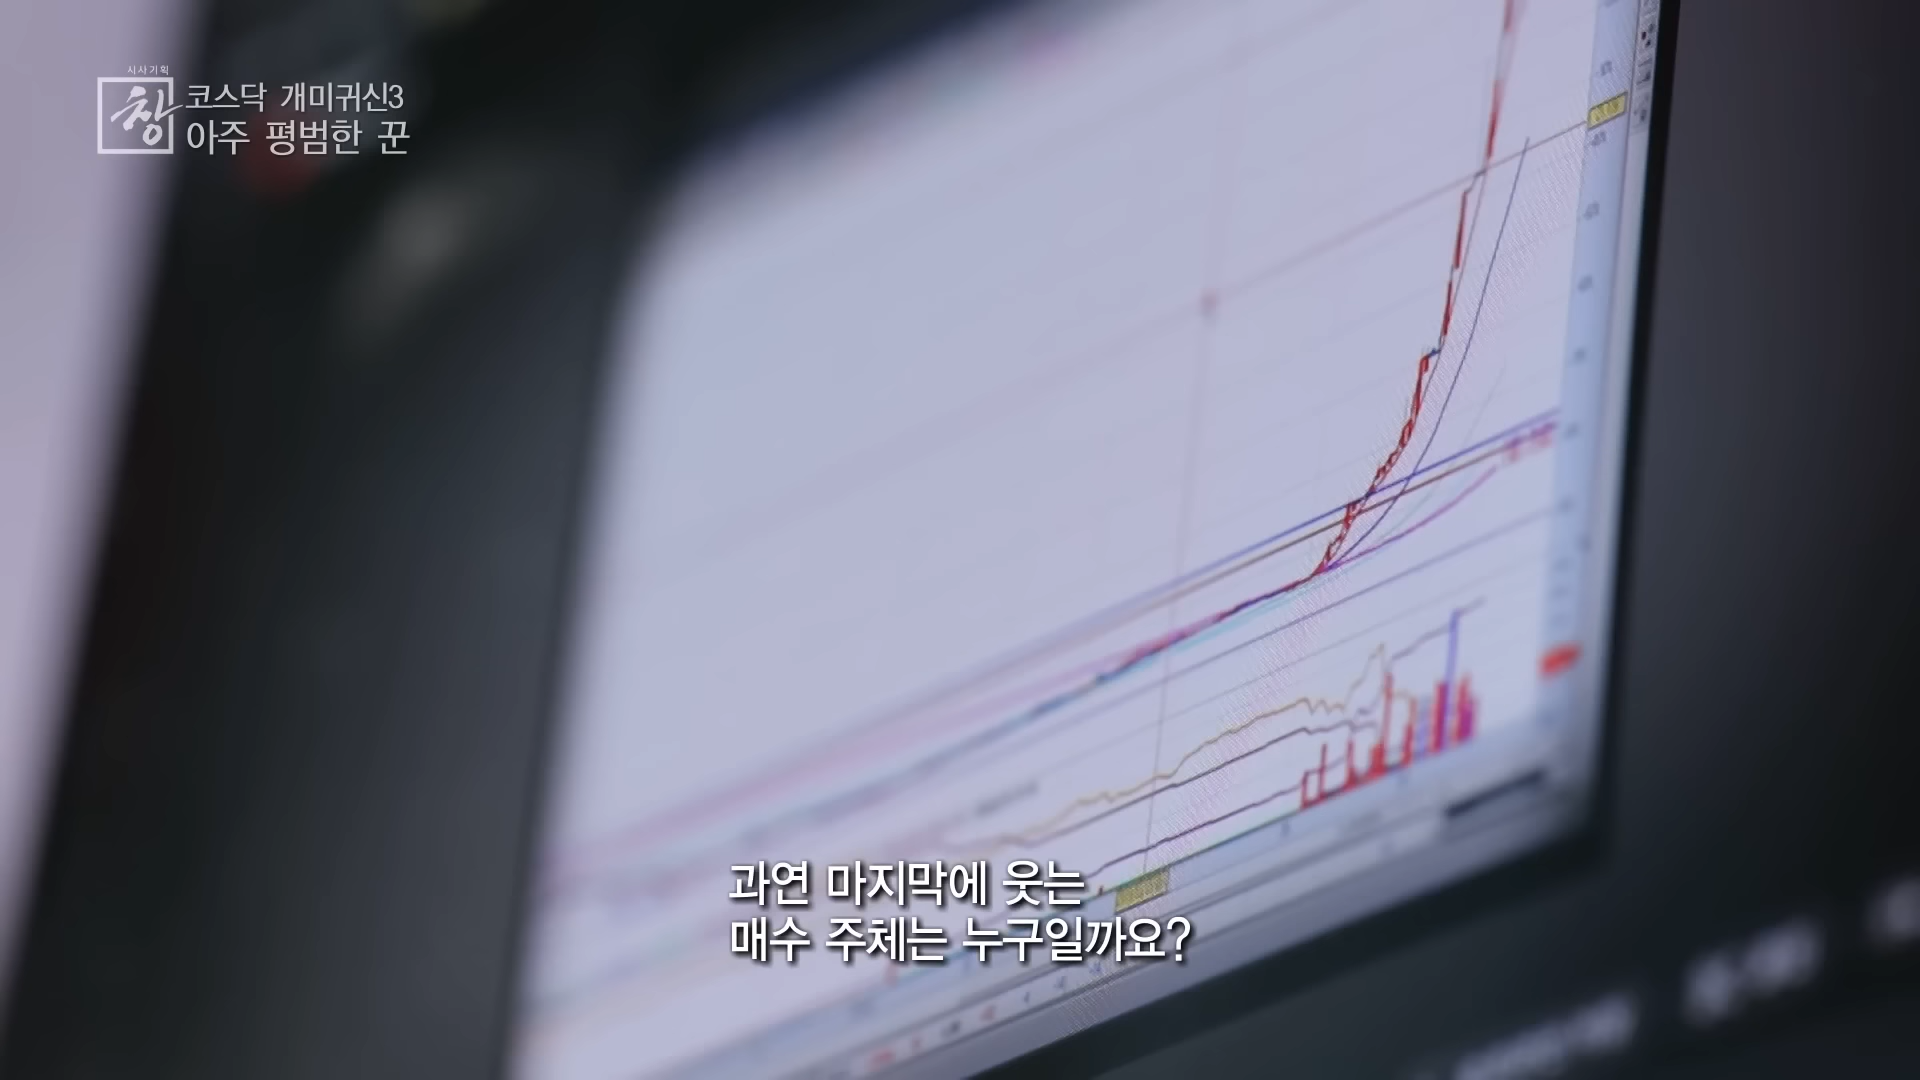 시사기획
창
코스닥 개미귀신3
아주 평범한 꾼
과연 마지막에 웃는
매수 주체는 누구일까요?